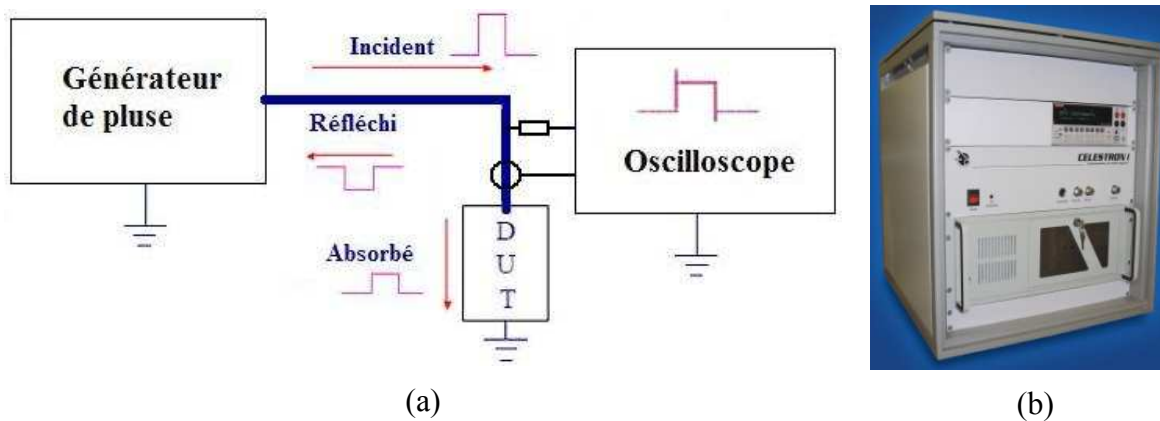 Générateur
de pluse
Incident
Réfléchi
Absorbé
D
U
T
Oscilloscope
CELESTRON I
(a)
(b)